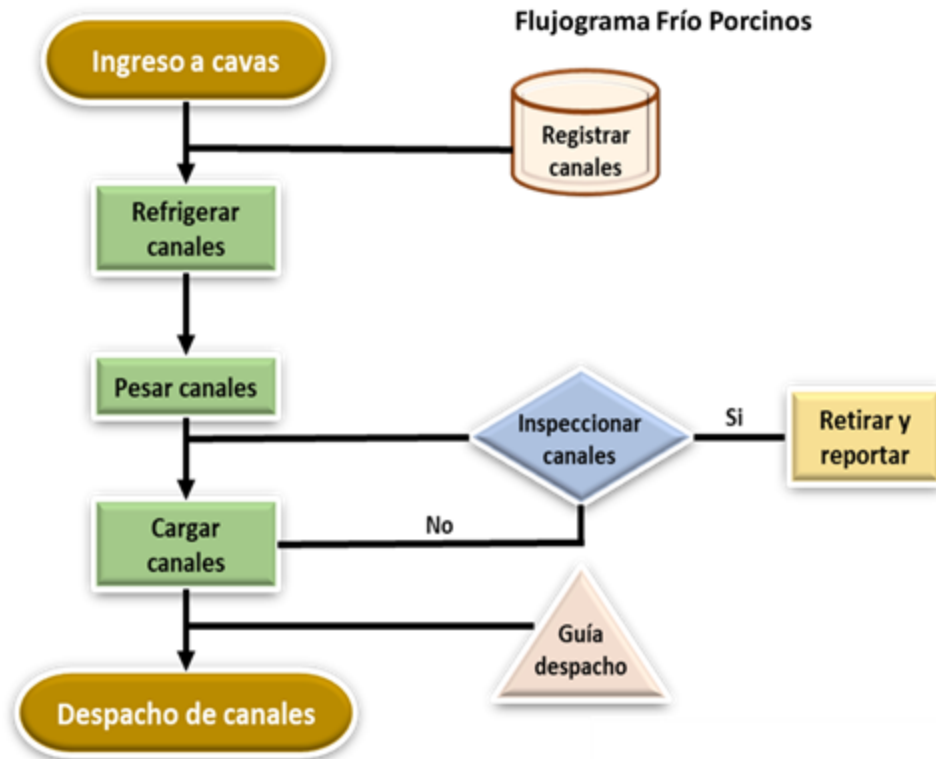 Flujograma Frío Porcinos
Ingreso a cavas
Registrar
canales
Refrigerar
canales
Pesar canales
Inspeccionar
canales
Si
Retirar y
reportar
No
Cargar
canales
Guía
despacho
Despacho de canales